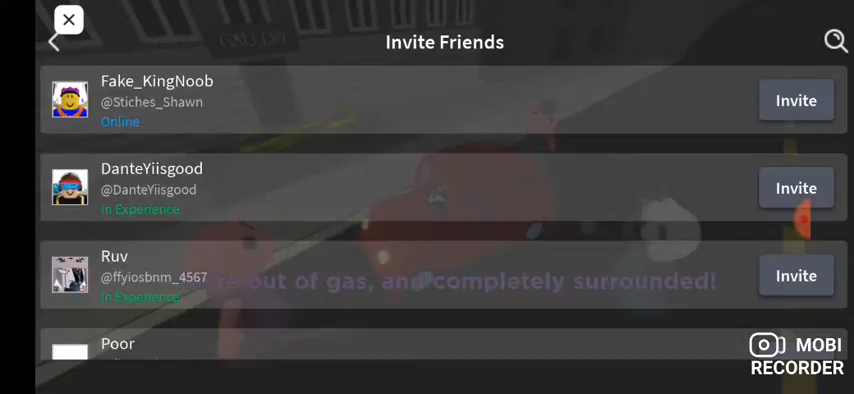 GALLERY
Invite Friends
Fake_KingNoob
@Stiches_Shawn
Online
Invite
DanteYiisgood
@DanteYiisgood
In Experience
Invite
Ruv
@ffyiosbnm_4567
re out of gas, and completely surrounded!
In Experience
Invite
Poor
MOBI
RECORDER